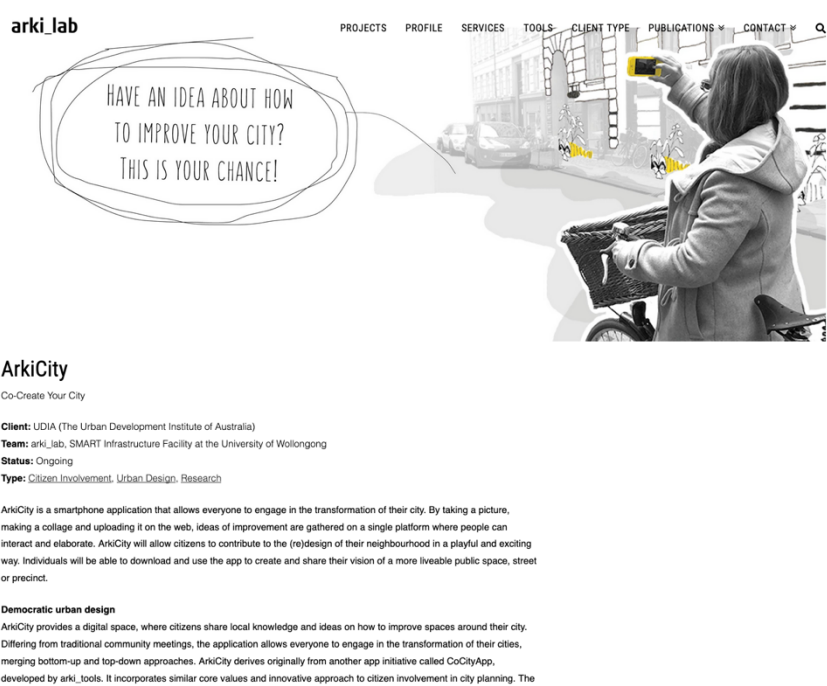 arki_lab
PROJECTS PROFILE SERVICES TOOLS CLIENT TYPE PUBLICATIONS CONTACT
HAVE AN IDEA ABOUT HOW
TO IMPROVE YOUR CITY?
THIS IS YOUR CHANCE!
ArkiCity
Co-Create Your City
Client: UDIA (The Urban Development Institute of Australia)
Team: arki_lab, SMART Infrastructure Facility at the University of Wollongong
Status: Ongoing
Type: Citizen Involvement, Urban Design, Research
ArkiCity is a smartphone application that allows everyone to engage in the transformation of their city. By taking a picture,
making a collage and uploading it on the web, ideas of improvement are gathered on a single platform where people can
interact and elaborate. ArkiCity will allow citizens to contribute to the (re)design of their neighbourhood in a playful and exciting
way. Individuals will be able to download and use the app to create and share their vision of a more liveable public space, street
or precinct.
Democratic urban design
ArkiCity provides a digital space, where citizens share local knowledge and ideas on how to improve spaces around their city.
Differing from traditional community meetings, the application allows everyone to engage in the transformation of their cities,
merging bottom-up and top-down approaches. ArkiCity derives originally from another app initiative called CoCityApp,
developed by arki_tools. It incorporates similar core values and innovative approach to citizen involvement in city planning. The